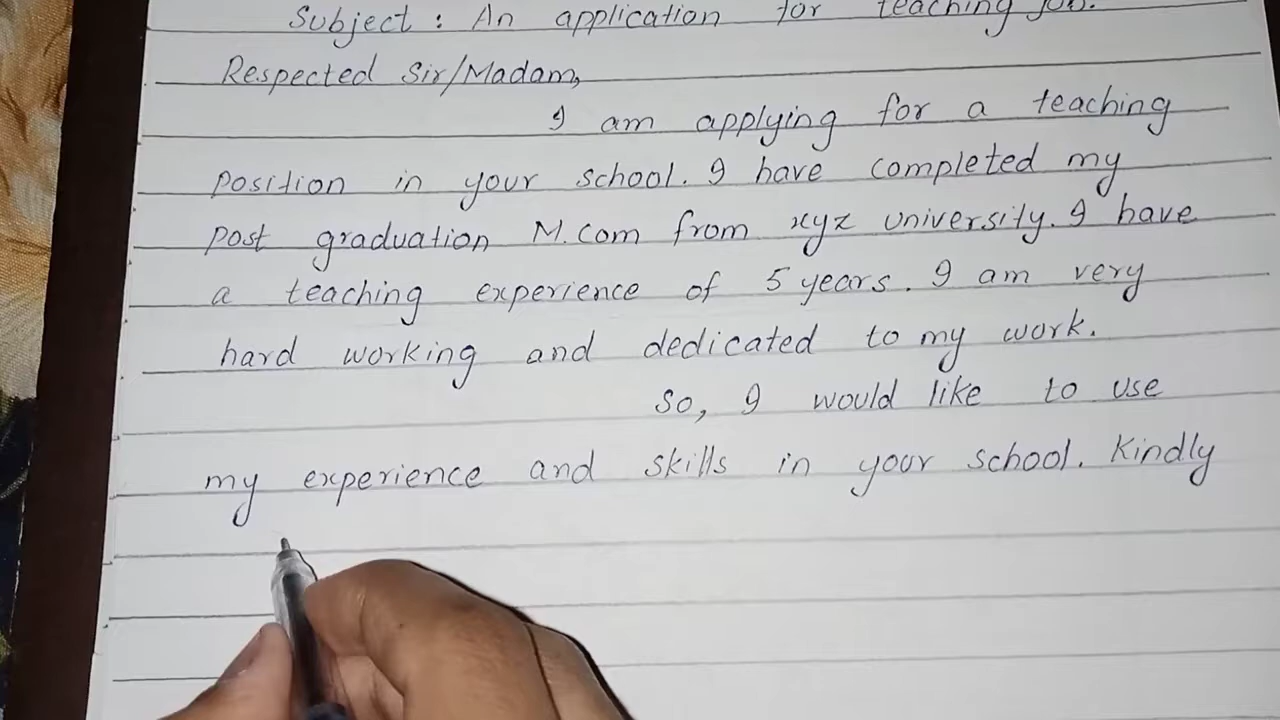 Subject : An application for teaching job.
Respected Sir/Madam,
I am applying for a teaching
position in your school. I have completed my
post graduation M.Com from xyz university. I have
a teaching experience of 5 years. I am very
hard working and dedicated to my work.
So, I would like to use
my experience and skills in your school. Kindly